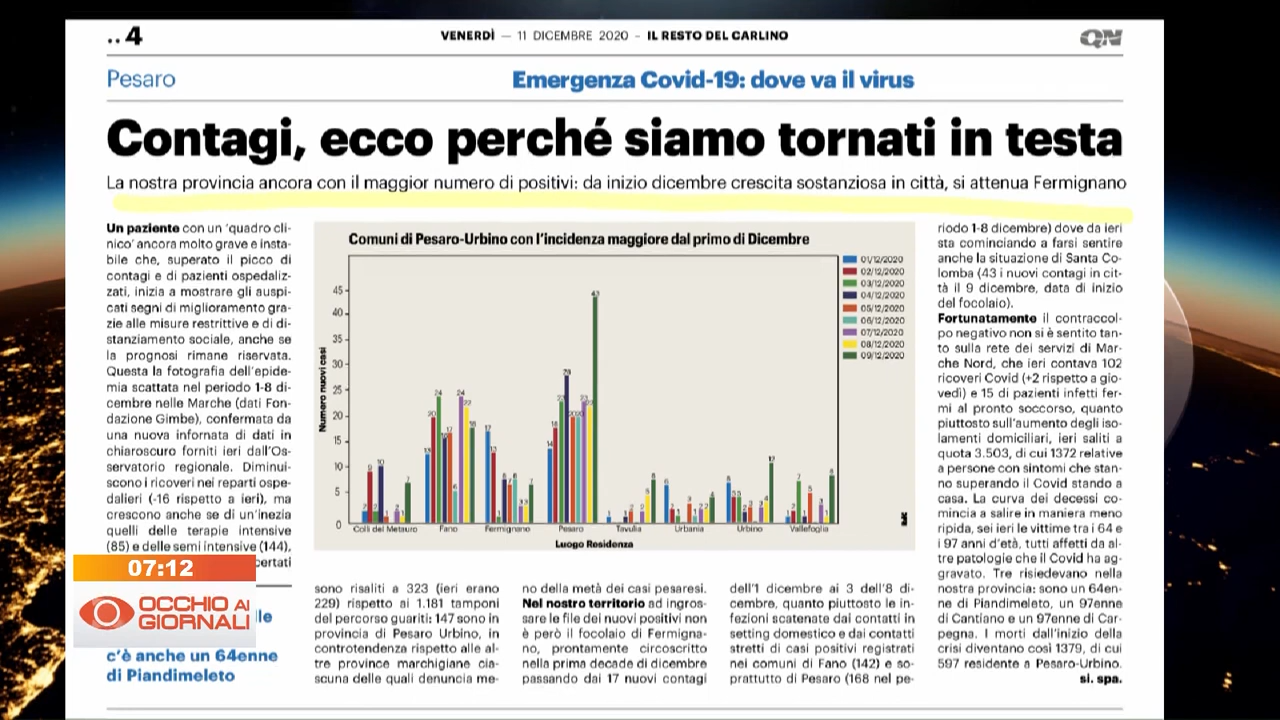 ..4
VENERDÌ — 11 DICEMBRE 2020 – IL RESTO DEL CARLINO
QN
Pesaro
Emergenza Covid-19: dove va il virus
Contagi, ecco perché siamo tornati in testa
La nostra provincia ancora con il maggior numero di positivi: da inizio dicembre crescita sostanziosa in città, si attenua Fermignano
Un paziente con un 'quadro cli-
nico' ancora molto grave e insta-
bile che, superato il picco di
contagi e di pazienti ospedaliz-
zati, inizia a mostrare gli auspi-
cati segni di miglioramento gra-
zie alle misure restrittive e di di-
stanziamento sociale, anche se
la prognosi rimane riservata.
Questa la fotografia dell'epide-
mia scattata nel periodo 1-8 di-
cembre nelle Marche (dati Fon-
dazione Gimbe), confermata da
una nuova infornata di dati in
chiaroscuro forniti ieri dall'Os-
servatorio regionale. Diminui-
scono i ricoveri nei reparti ospe-
dalieri (-16 rispetto a ieri), ma
crescono anche se di un'inezia
quelli delle terapie intensive
(85) e delle semi intensive (144),
certati
07:12
OCCHIO AI
GIORNALI
lle
c'è anche un 64enne
di Piandimeleto
Comuni di Pesaro-Urbino con l'incidenza maggiore dal primo di Dicembre
01/12/2020
02/12/2020
03/12/2020
04/12/2020
05/12/2020
06/12/2020
07/12/2020
08/12/2020
09/12/2020
Numero nuovi casi
45
40
35
30
25
20
15
10
5
0
Colli del Metauro Fano Fermignano Pesaro Tavulia Urbania Urbino Vallefoglia
Luogo Residenza
sono risaliti a 323 (ieri erano
229) rispetto ai 1.181 tamponi
del percorso guariti: 147 sono in
provincia di Pesaro Urbino, in
controtendenza rispetto alle al-
tre province marchigiane cia-
scuna delle quali denuncia me-
no della metà dei casi pesaresi.
Nel nostro territorio ad ingros-
sare le file dei nuovi positivi non
è però il focolaio di Fermigna-
no, prontamente circoscritto
nella prima decade di dicembre
passando dai 17 nuovi contagi
dell'1 dicembre ai 3 dell'8 di-
cembre, quanto piuttosto le in-
fezioni scatenate dai contatti in
setting domestico e dai contatti
stretti di casi positivi registrati
nei comuni di Fano (142) e so-
prattutto di Pesaro (168 nel pe-
riodo 1-8 dicembre) dove da ieri
sta cominciando a farsi sentire
anche la situazione di Santa Co-
lomba (43 i nuovi contagi in cit-
tà il 9 dicembre, data di inizio
del focolaio).
Fortunatamente il contraccol-
po negativo non si è sentito tan-
to sulla rete dei servizi di Mar-
che Nord, che ieri contava 102
ricoveri Covid (+2 rispetto a gio-
vedì) e 15 di pazienti infetti fer-
mi al pronto soccorso, quanto
piuttosto sull'aumento degli iso-
lamenti domiciliari, ieri saliti a
quota 3.503, di cui 1372 relative
a persone con sintomi che stan-
no superando il Covid stando a
casa. La curva dei decessi co-
mincia a salire in maniera meno
ripida, sei ieri le vittime tra i 64 e
i 97 anni d'età, tutti affetti da al-
tre patologie che il Covid ha ag-
gravato. Tre risiedevano nella
nostra provincia: sono un 64en-
ne di Piandimeleto, un 97enne
di Cantiano e un 97enne di Car-
pegna. I morti dall'inizio della
crisi diventano così 1379, di cui
597 residente a Pesaro-Urbino.
si. spa.